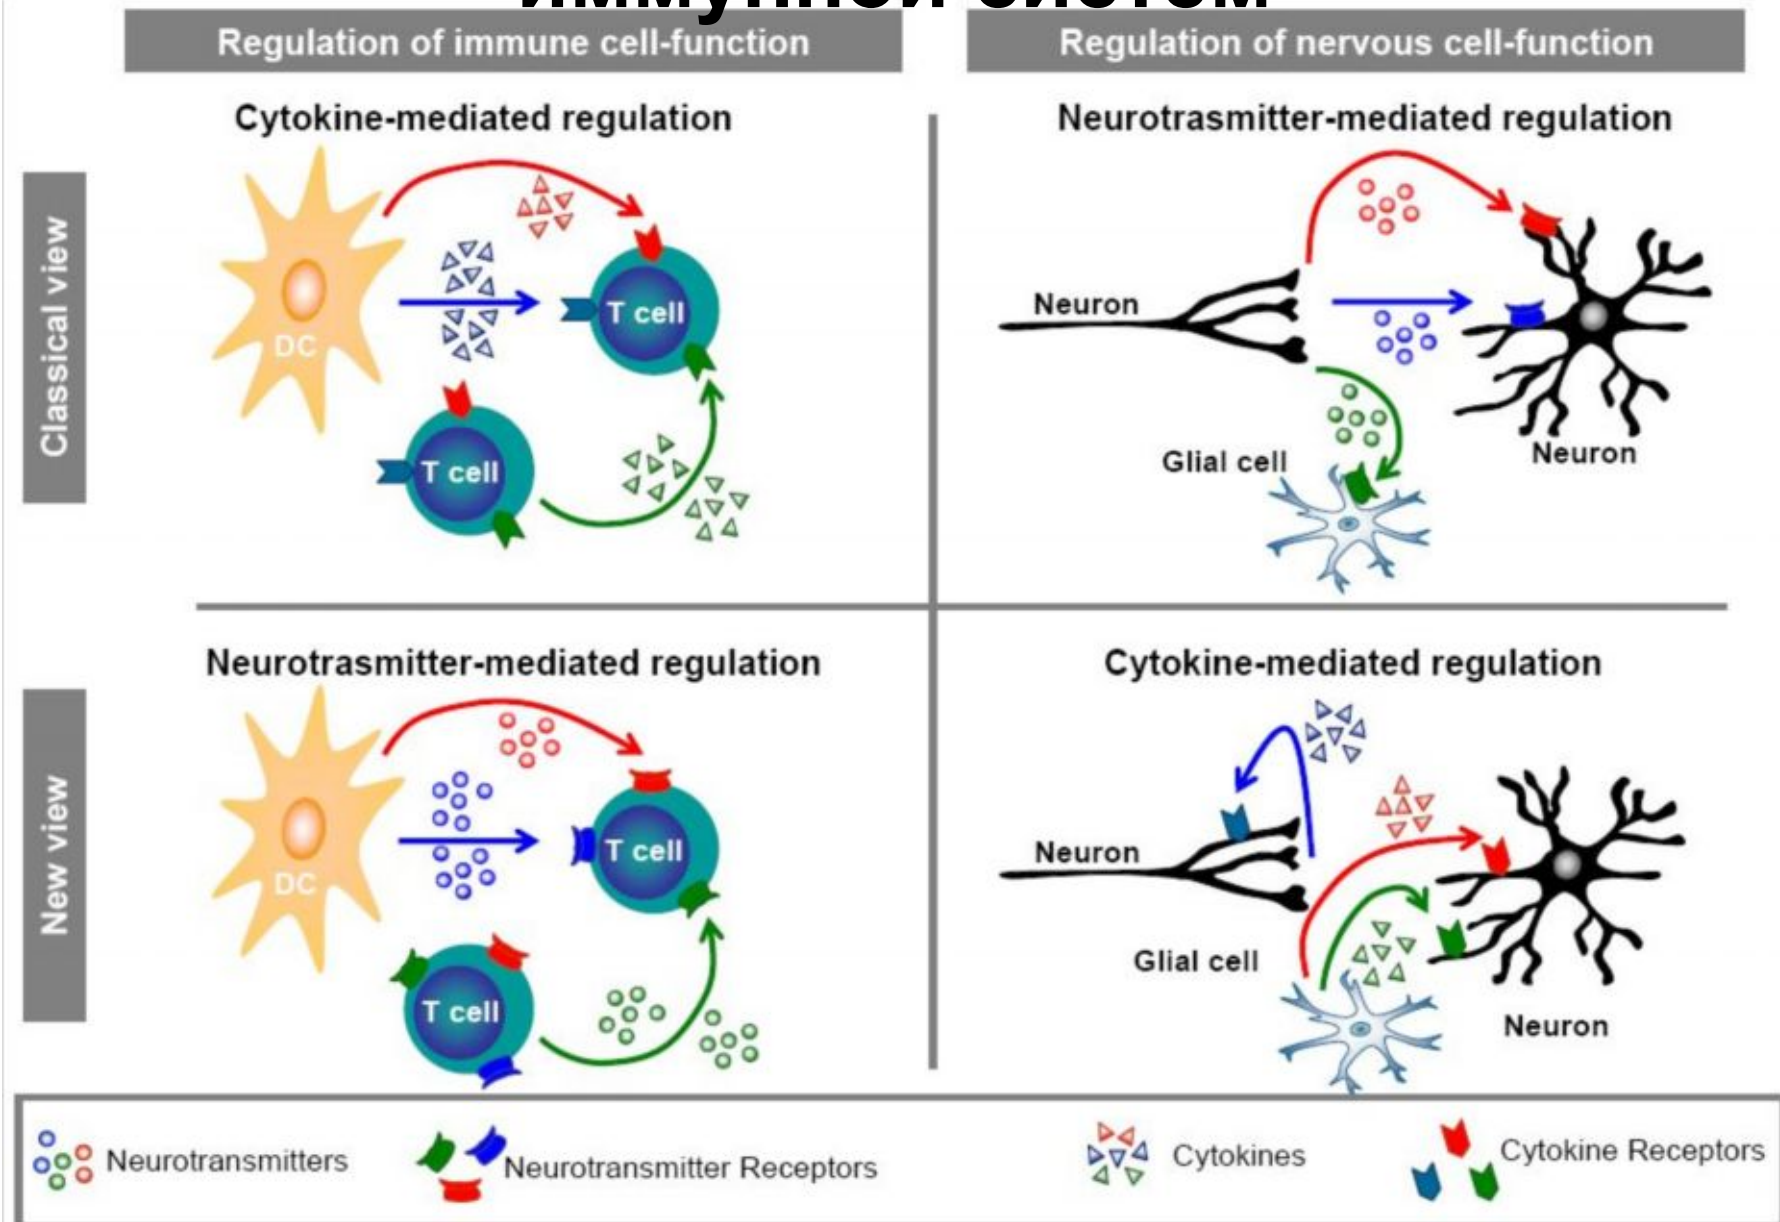 иммунной систем
Regulation of immune cell-function
Regulation of nervous cell-function
Classical view
Cytokine-mediated regulation
DC
T cell
T cell
Neurotrasmitter-mediated regulation
Neuron
Glial cell
Neuron
New view
Neurotrasmitter-mediated regulation
DC
T cell
T cell
Cytokine-mediated regulation
Neuron
Glial cell
Neuron
Neurotransmitters
Neurotransmitter Receptors
Cytokines
Cytokine Receptors